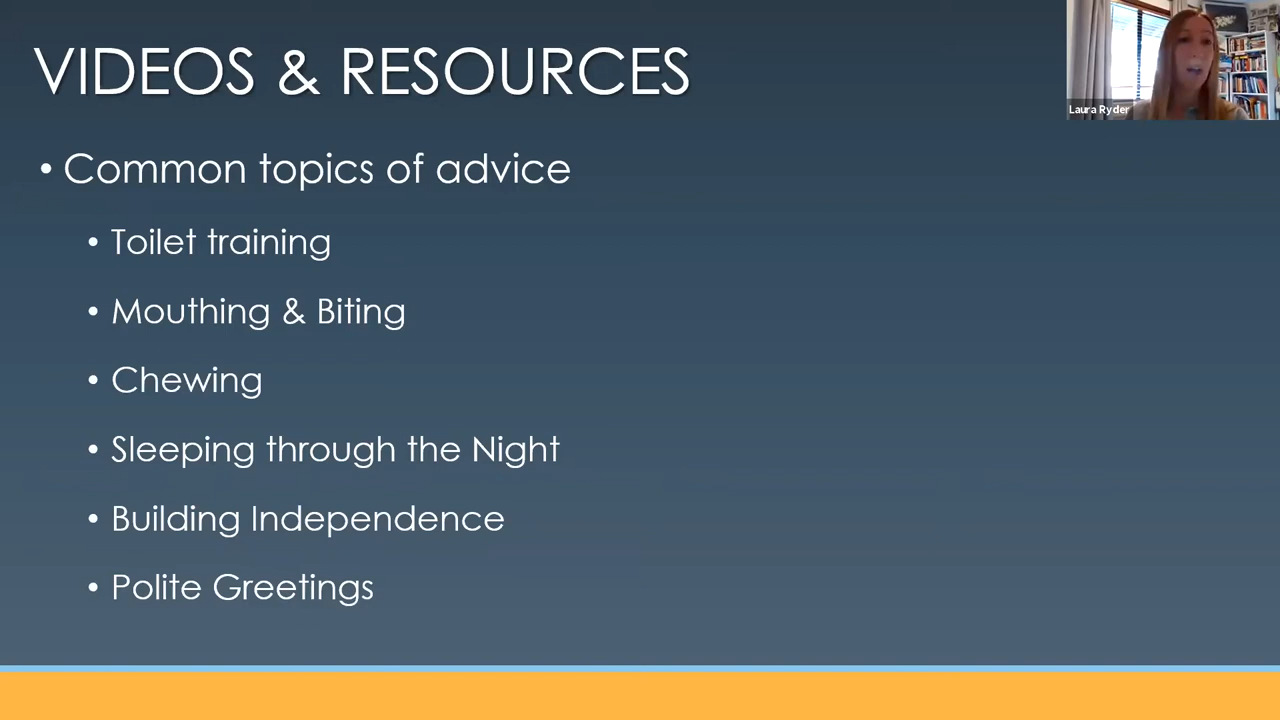 VIDEOS & RESOURCES
Laura Ryder
• Common topics of advice
• Toilet training
• Mouthing & Biting
• Chewing
• Sleeping through the Night
• Building Independence
• Polite Greetings